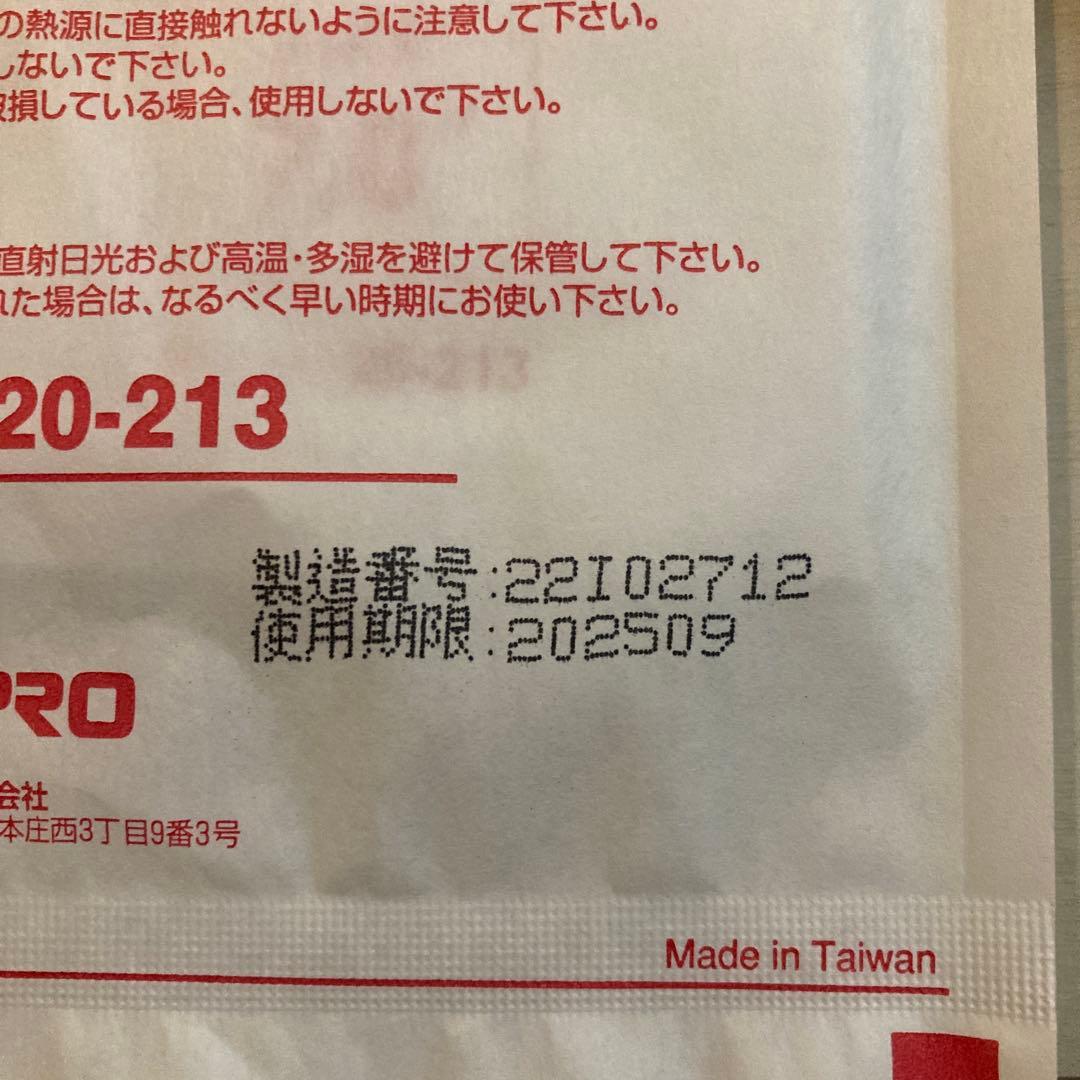 の熱源に直接触れないように注意して下さい。
しないで下さい。
破損している場合、使用しないで下さい。
直射日光および高温・多湿を避けて保管して下さい。
れた場合は、なるべく早い時期にお使い下さい。
20-213
製造番号:22I02712
使用期限:202509
PRO
会社
本庄西3丁目9番3号
Made in Taiwan